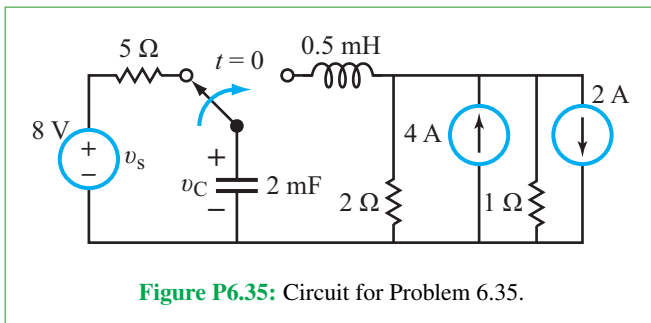 5 Ω
t = 0
0.5 mH
2 A
8 V
+
−
υs
4 A
+
υC
−
2 mF
2 Ω
1 Ω
Figure P6.35: Circuit for Problem 6.35.